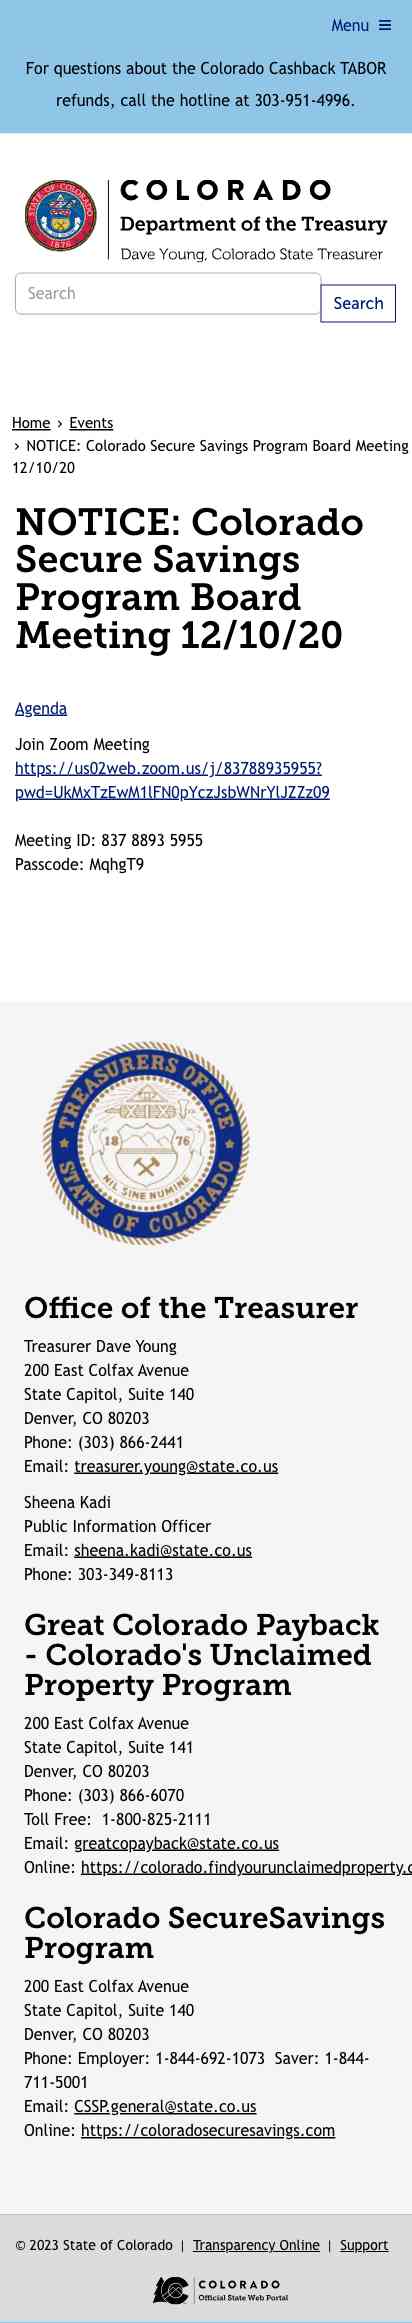 Menu
For questions about the Colorado Cashback TABOR
refunds, call the hotline at 303-951-4996.
STATE OF COLORADO
1876
COLORADO
Department of the Treasury
Dave Young, Colorado State Treasurer
Search
Search
Home › Events
› NOTICE: Colorado Secure Savings Program Board Meeting
12/10/20
NOTICE: Colorado
Secure Savings
Program Board
Meeting 12/10/20
Agenda
Join Zoom Meeting
https://us02web.zoom.us/j/83788935955?
pwd=UkMxTzEwM1lFN0pYczJsbWNrYlJZZz09
Meeting ID: 837 8893 5955
Passcode: MqhgT9
TREASURERS OFFICE
18 76
NIL SINE NUMINE
STATE OF COLORADO
Office of the Treasurer
Treasurer Dave Young
200 East Colfax Avenue
State Capitol, Suite 140
Denver, CO 80203
Phone: (303) 866-2441
Email: treasurer.young@state.co.us
Sheena Kadi
Public Information Officer
Email: sheena.kadi@state.co.us
Phone: 303-349-8113
Great Colorado Payback
- Colorado's Unclaimed
Property Program
200 East Colfax Avenue
State Capitol, Suite 141
Denver, CO 80203
Phone: (303) 866-6070
Toll Free:  1-800-825-2111
Email: greatcopayback@state.co.us
Online: https://colorado.findyourunclaimedproperty.c
Colorado SecureSavings
Program
200 East Colfax Avenue
State Capitol, Suite 140
Denver, CO 80203
Phone: Employer: 1-844-692-1073  Saver: 1-844-
711-5001
Email: CSSP.general@state.co.us
Online: https://coloradosecuresavings.com
© 2023 State of Colorado | Transparency Online | Support
COLORADO
Official State Web Portal